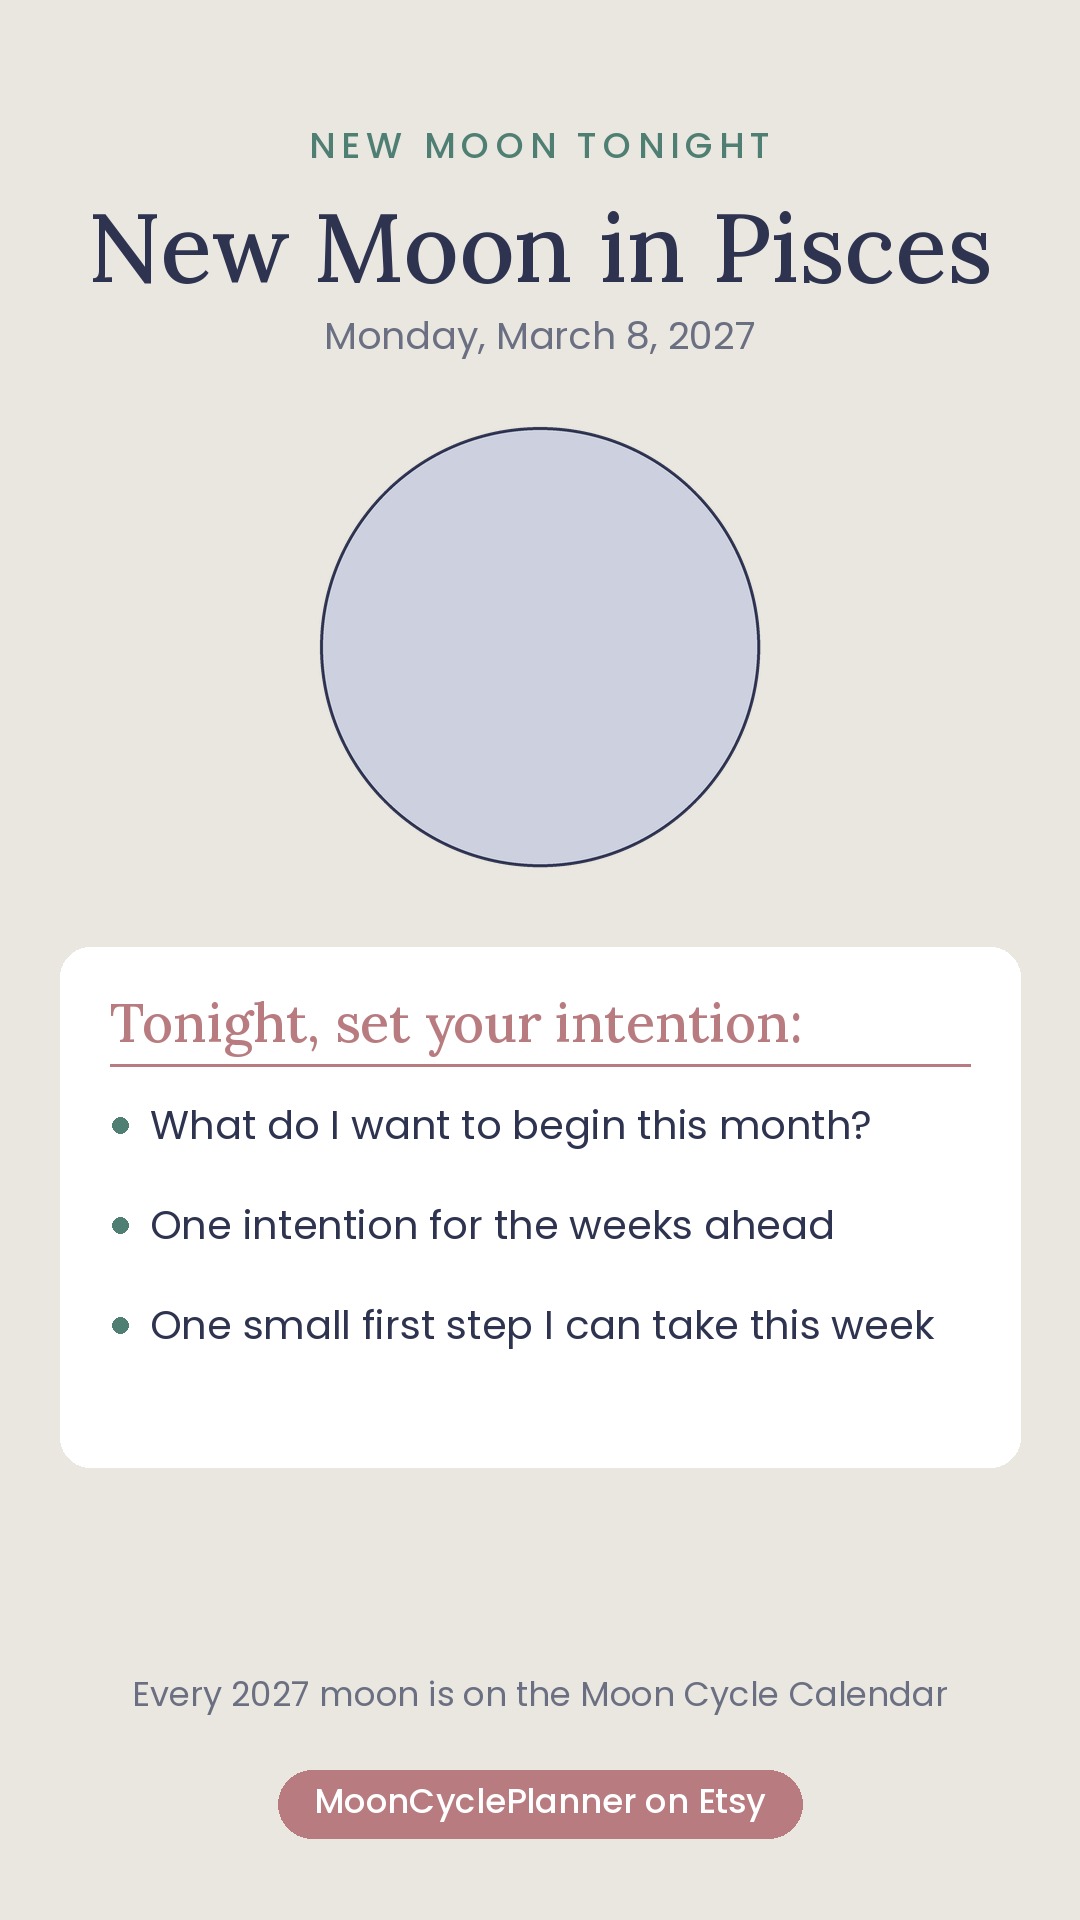 NEW MOON TONIGHT
New Moon in Pisces
Monday, March 8, 2027
Tonight, set your intention:
What do I want to begin this month?
One intention for the weeks ahead
One small first step I can take this week
Every 2027 moon is on the Moon Cycle Calendar
MoonCyclePlanner on Etsy